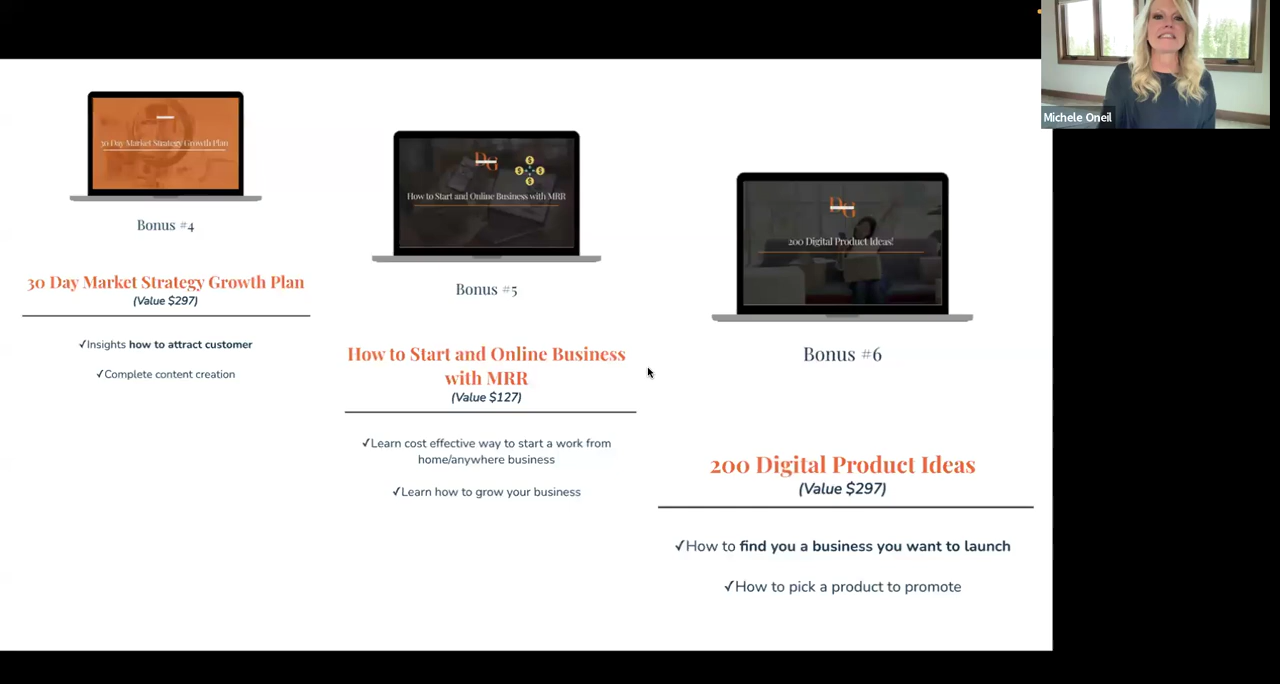 Michele Oneil
30 Day Market Strategy Growth Plan
Bonus #4
30 Day Market Strategy Growth Plan
(Value $297)
✓Insights how to attract customer
✓Complete content creation
DG
$
$ $
$
How to Start and Online Business with MRR
Bonus #5
How to Start and Online Business
with MRR
(Value $127)
✓Learn cost effective way to start a work from
home/anywhere business
✓Learn how to grow your business
DG
200 Digital Product Ideas!
Bonus #6
200 Digital Product Ideas
(Value $297)
✓How to find you a business you want to launch
✓How to pick a product to promote